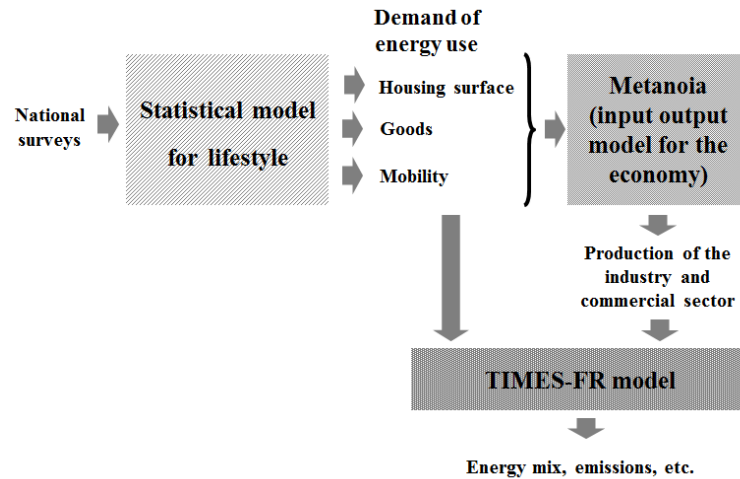 Demand of
energy use
National
surveys
Statistical model
for lifestyle
Housing surface
Goods
Mobility
Metanoia
(input output
model for the
economy)
Production of the
industry and
commercial sector
TIMES-FR model
Energy mix, emissions, etc.